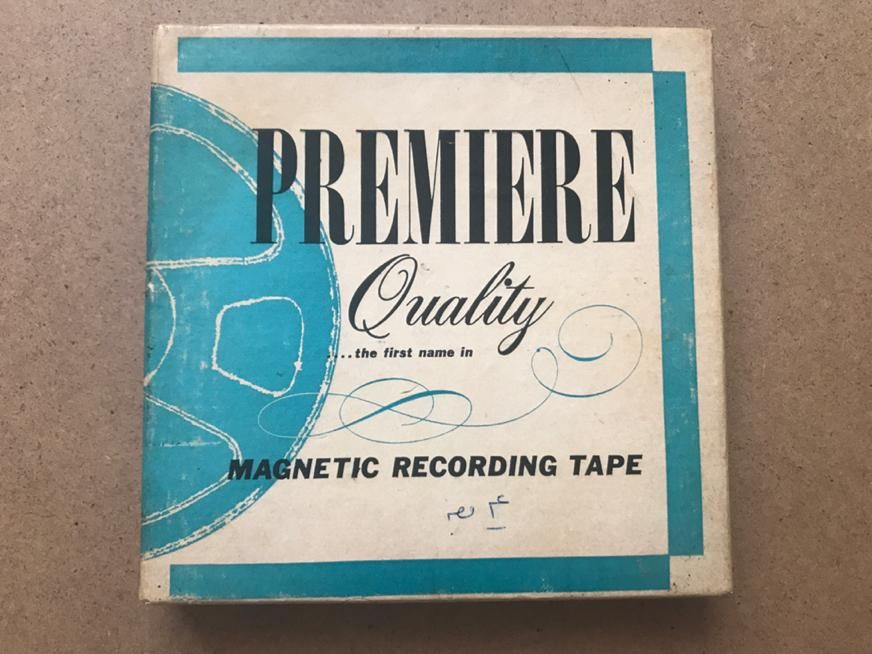 PREMIERE
Quality
....the first name in
MAGNETIC RECORDING TAPE